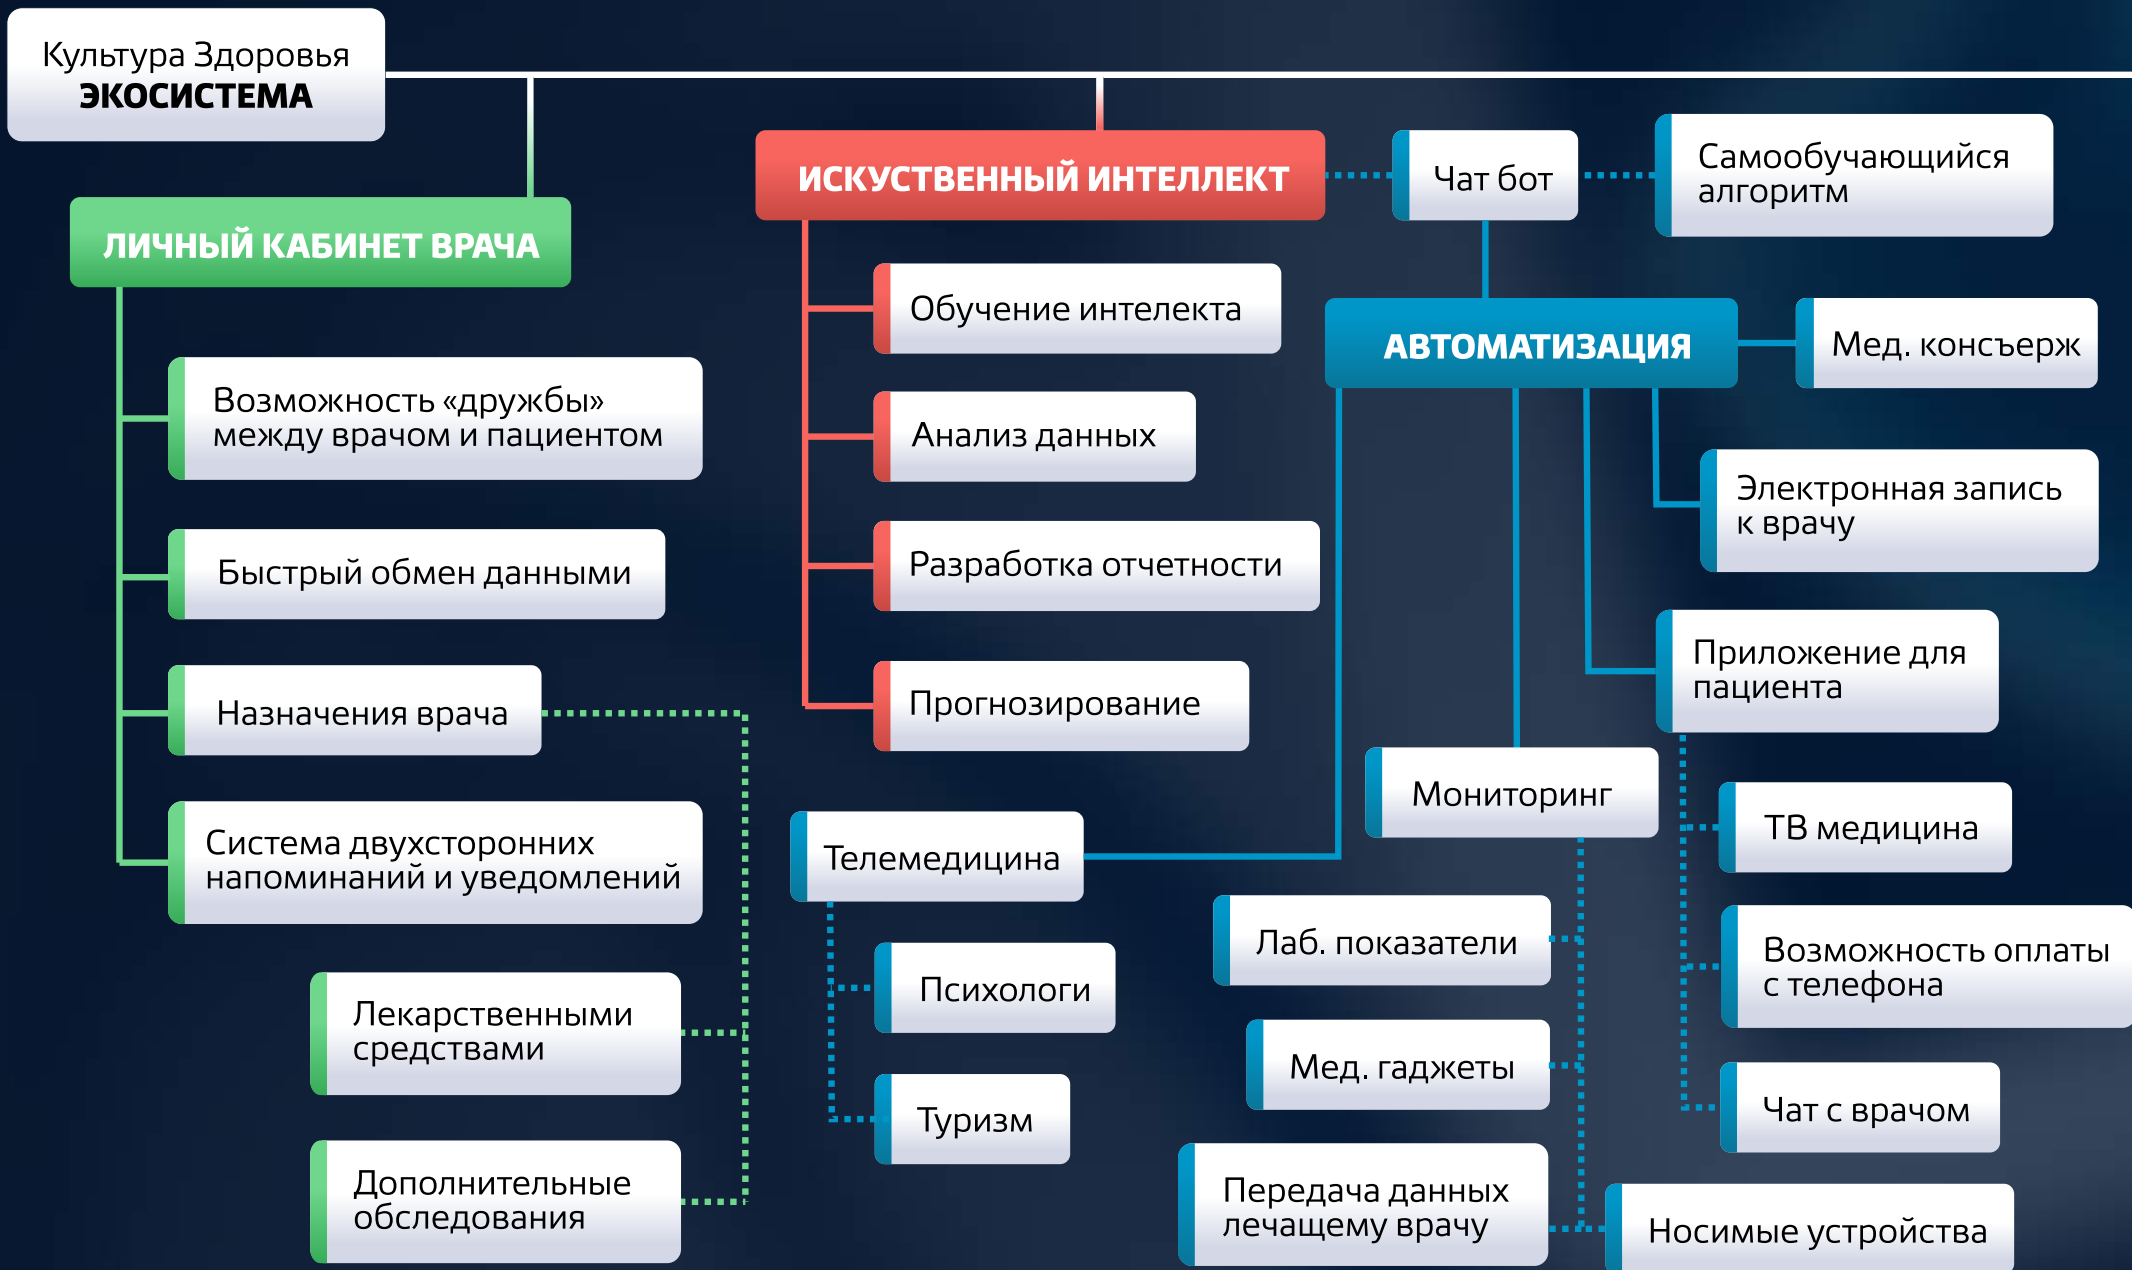 Культура Здоровья
ЭКОСИСТЕМА
ЛИЧНЫЙ КАБИНЕТ ВРАЧА
Возможность «дружбы»
между врачом и пациентом
Быстрый обмен данными
Назначения врача
Система двухсторонних
напоминаний и уведомлений
Лекарственными
средствами
Дополнительные
обследования
ИСКУСТВЕННЫЙ ИНТЕЛЛЕКТ
Обучение интелекта
Анализ данных
Разработка отчетности
Прогнозирование
Чат бот
Самообучающийся
алгоритм
АВТОМАТИЗАЦИЯ
Мед. консъерж
Электронная запись
к врачу
Приложение для
пациента
ТВ медицина
Возможность оплаты
с телефона
Чат с врачом
Мониторинг
Лаб. показатели
Мед. гаджеты
Передача данных
лечащему врачу
Носимые устройства
Телемедицина
Психологи
Туризм